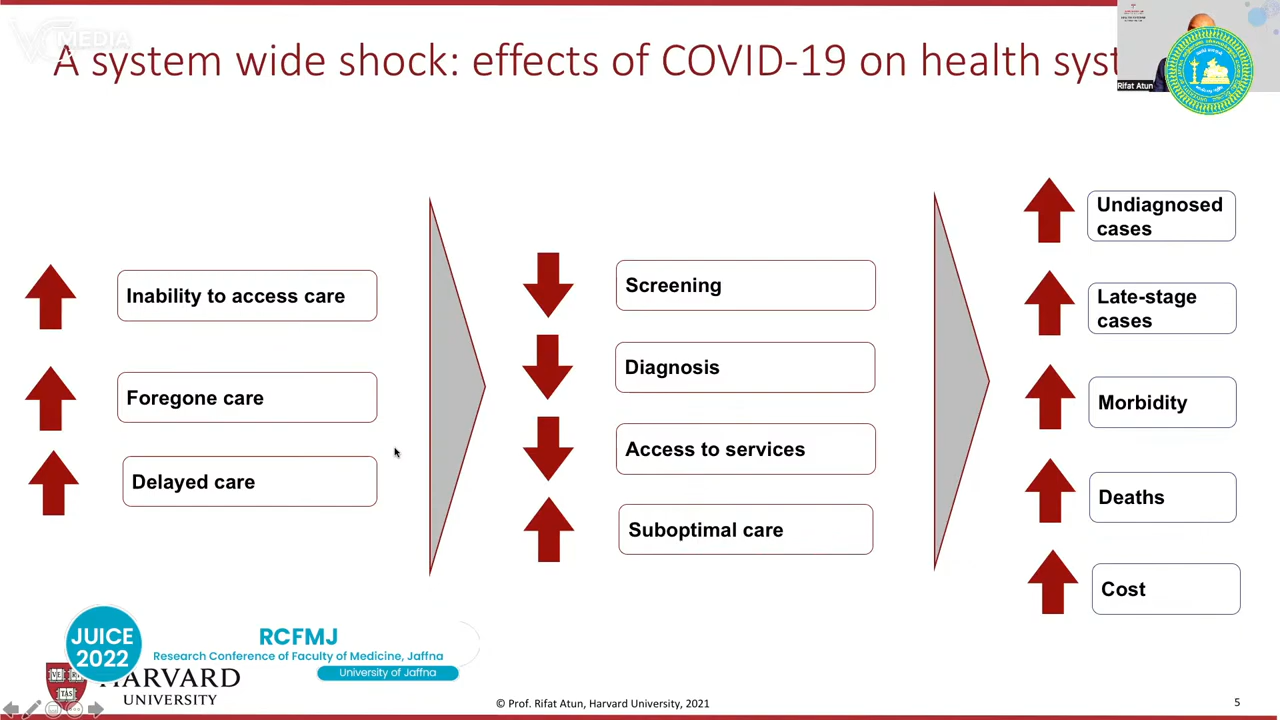 MEDIA
A system wide shock: effects of COVID-19 on health syst
Rifat Atun
Inability to access care
Foregone care
Delayed care
Screening
Diagnosis
Access to services
Suboptimal care
Undiagnosed
cases
Late-stage
cases
Morbidity
Deaths
Cost
JUICE
2022
RCFMJ
Research Conference of Faculty of Medicine, Jaffna
University of Jaffna
VE RI
TAS
HARVARD
UNIVERSITY
© Prof. Rifat Atun, Harvard University, 2021
5